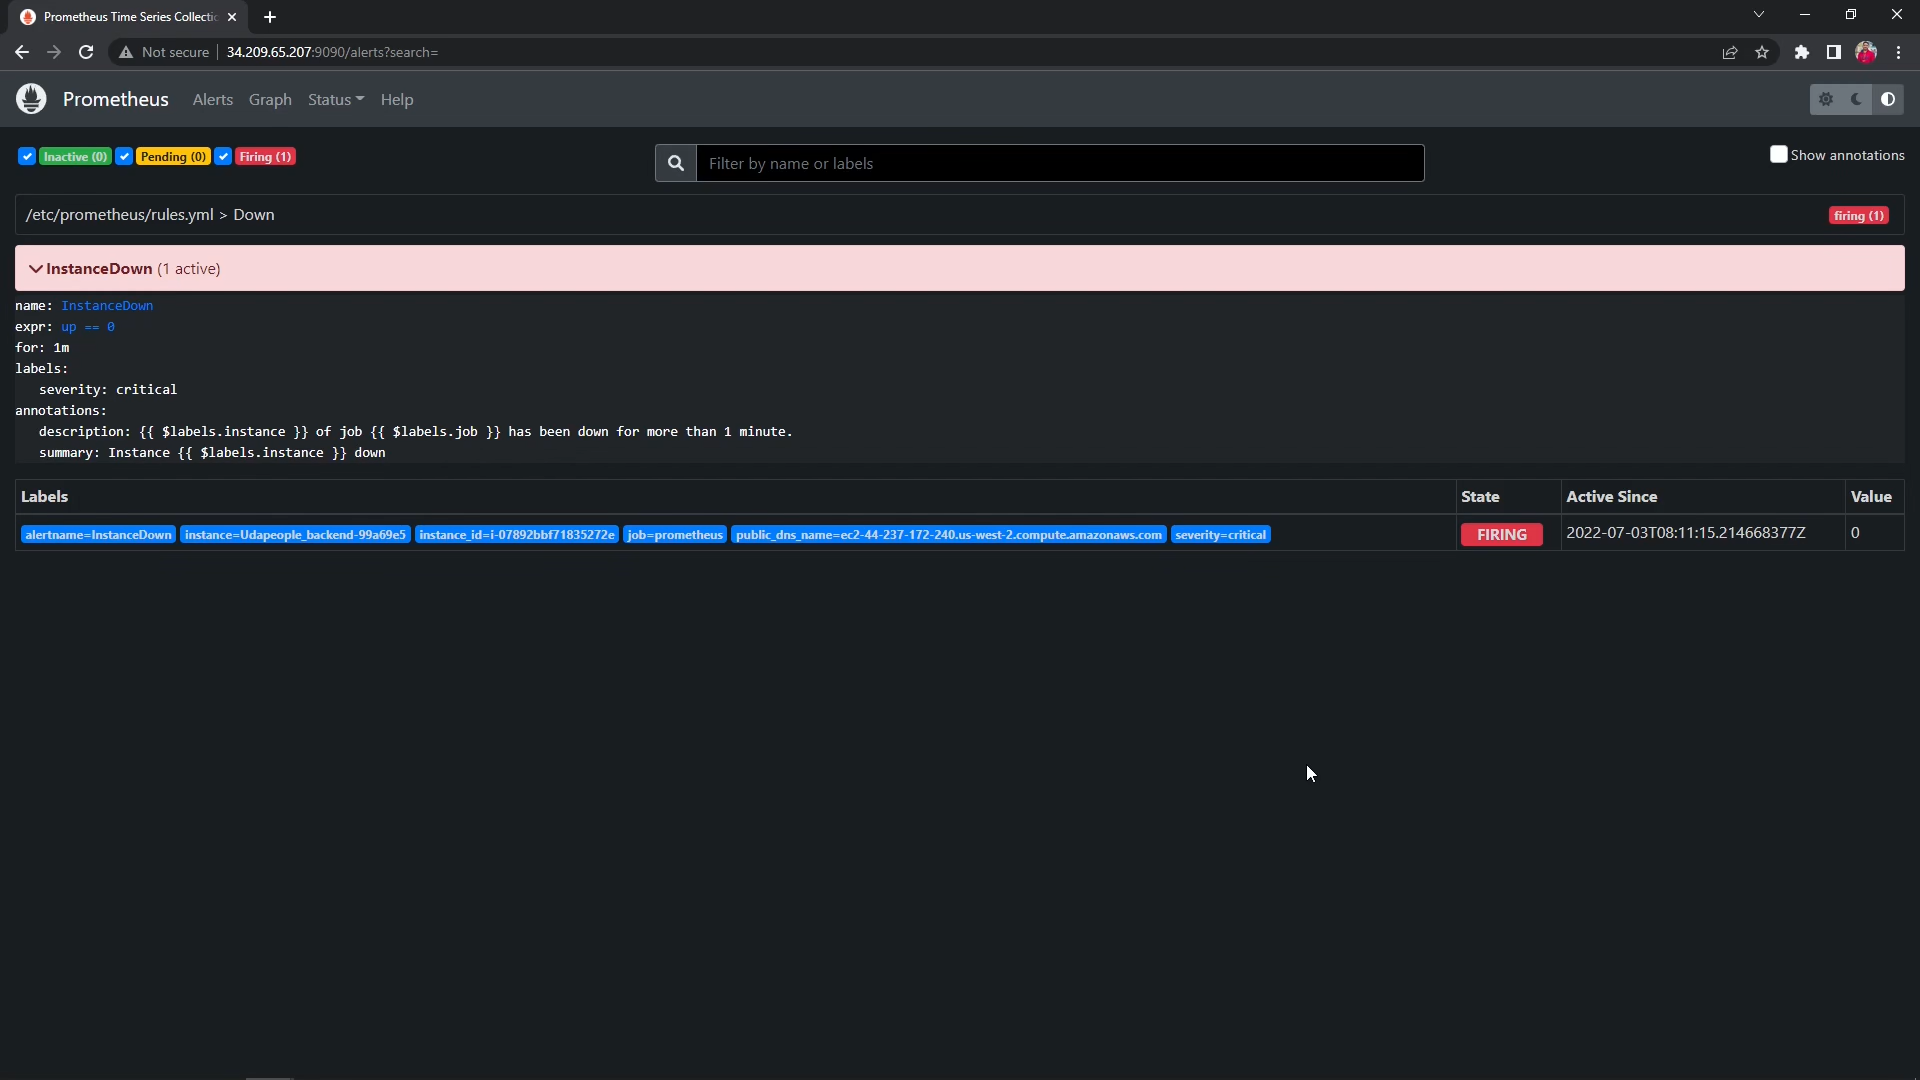 Prometheus Time Series Collectio
Not secure 34.209.65.207:9090/alerts?search=
Prometheus Alerts Graph Status Help
Inactive (0) Pending (0) Firing (1) Filter by name or labels Show annotations
/etc/prometheus/rules.yml > Down firing (1)
InstanceDown (1 active)
name: InstanceDown
expr: up == 0
for: 1m
labels:
severity: critical
annotations:
description: {{ $labels.instance }} of job {{ $labels.job }} has been down for more than 1 minute.
summary: Instance {{ $labels.instance }} down
Labels State Active Since Value
alertname=InstanceDown instance=Udapeople_backend-99a69e5 instance_id=i-07892bbf71835272e job=prometheus public_dns_name=ec2-44-237-172-240.us-west-2.compute.amazonaws.com severity=critical FIRING 2022-07-03T08:11:15.214668377Z 0